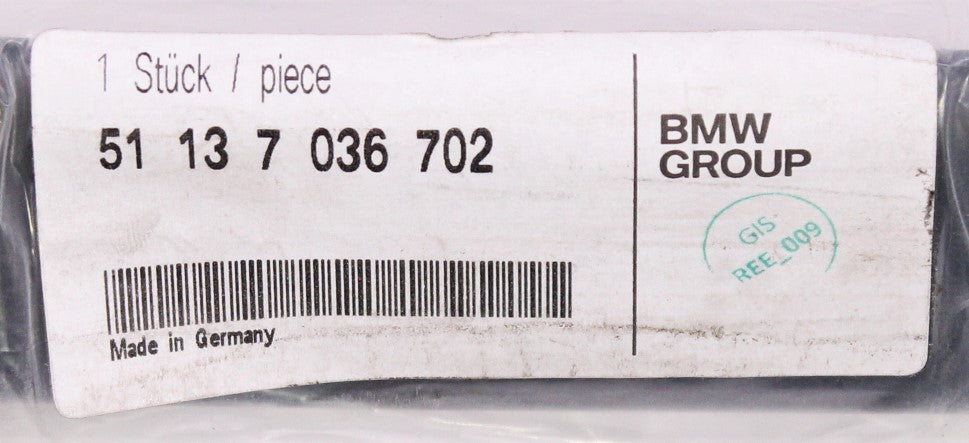 1 Stück / piece
51 13 7 036 702
Made in Germany
BMW
GROUP
GIS
REE_009